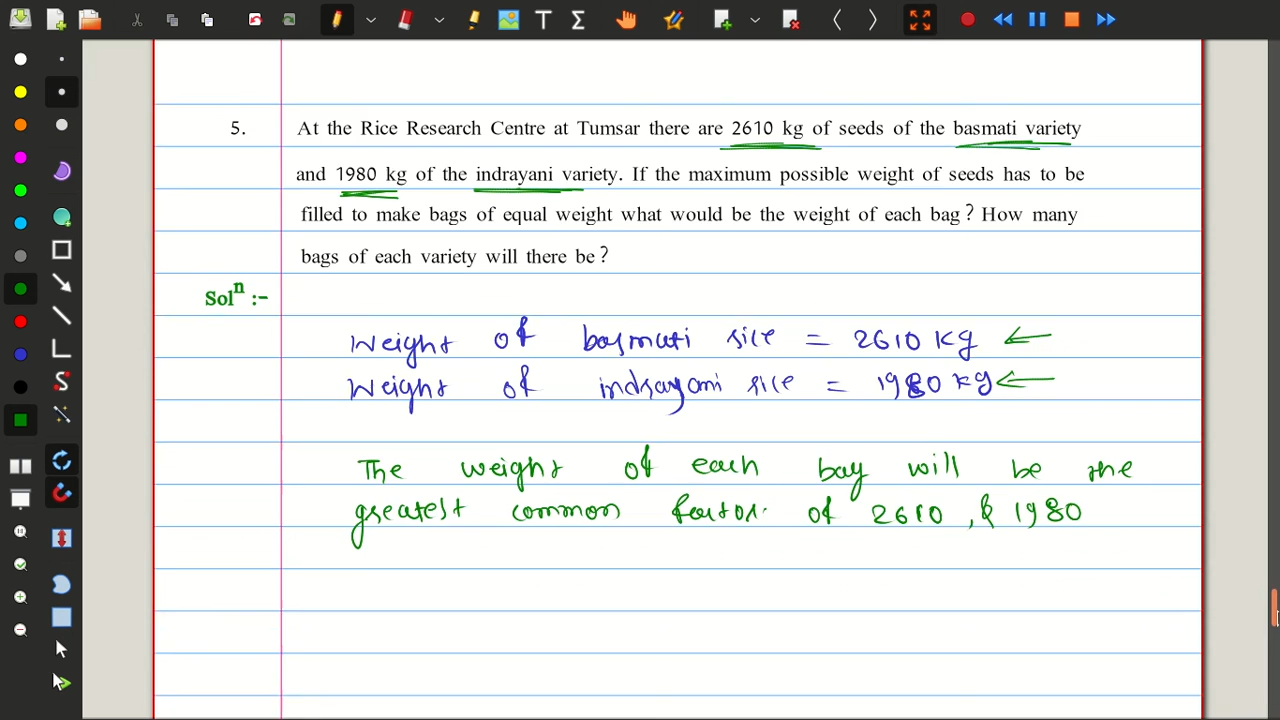 5. At the Rice Research Centre at Tumsar there are 2610 kg of seeds of the basmati variety
and 1980 kg of the indrayani variety. If the maximum possible weight of seeds has to be
filled to make bags of equal weight what would be the weight of each bag? How many
bags of each variety will there be?
Solⁿ :-
Weight of basmati rice = 2610 kg ←
Weight of indrayani rice = 1980 kg ←
The weight of each bag will be the
greatest common factor of 2610 , & 1980